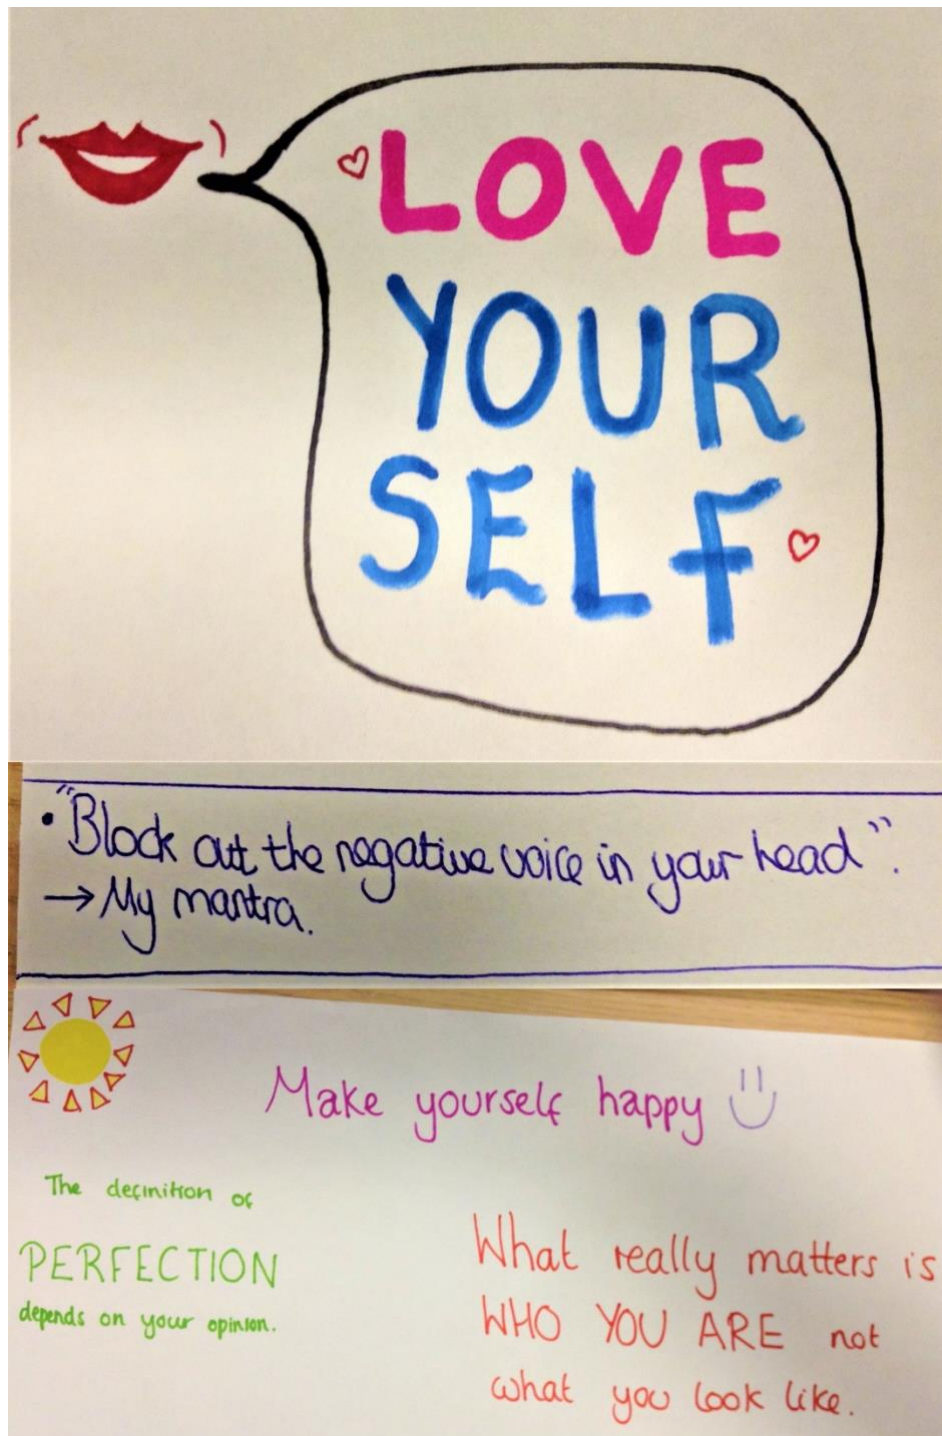 LOVE
YOUR
SELF
• "Block out the negative voice in your head".
→ My mantra.
Make yourself happy
The definition of
PERFECTION
depends on your opinion.
What really matters is
WHO YOU ARE not
what you look like.